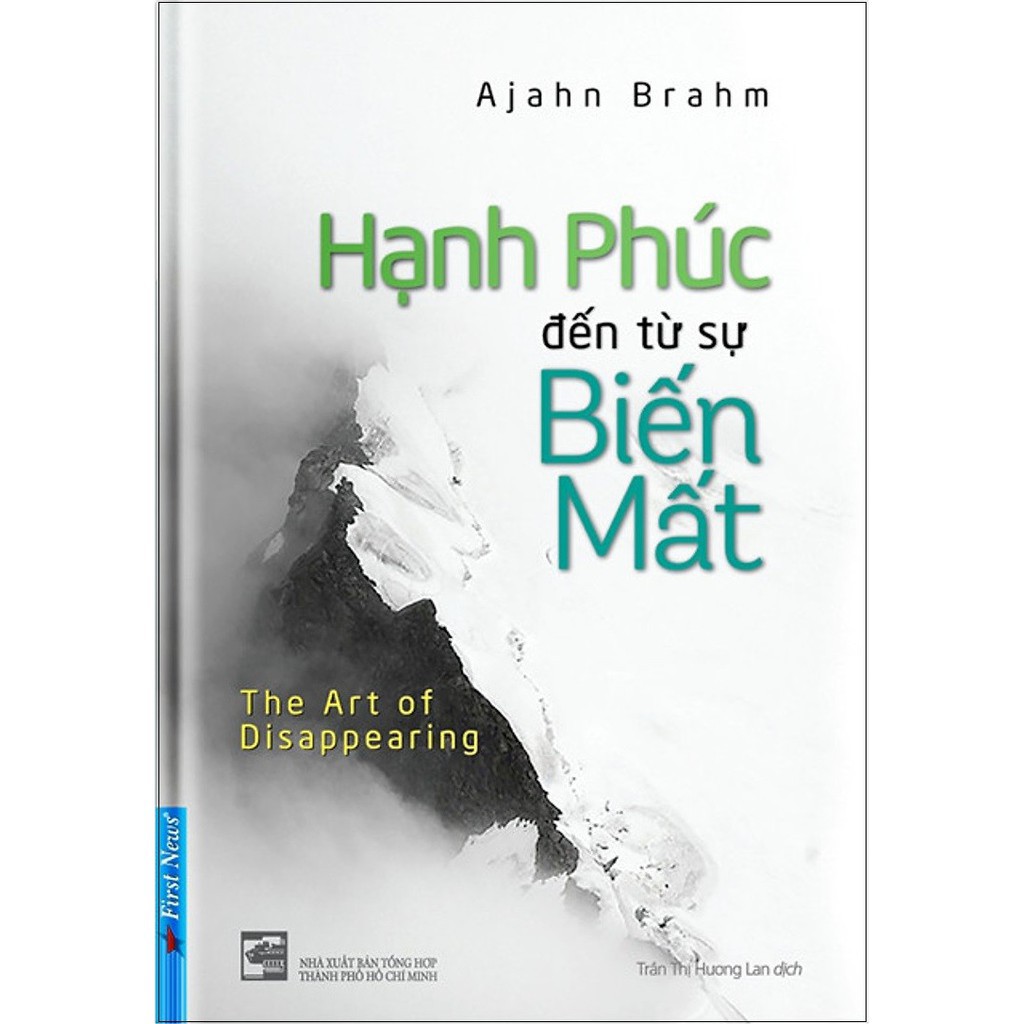 Ajahn Brahm
Hạnh Phúc
đến từ sự
Biến
Mất
The Art of
Disappearing
First News®
NHÀ XUẤT BẢN TỔNG HỢP
THÀNH PHỐ HỒ CHÍ MINH
Trần Thị Hương Lan dịch